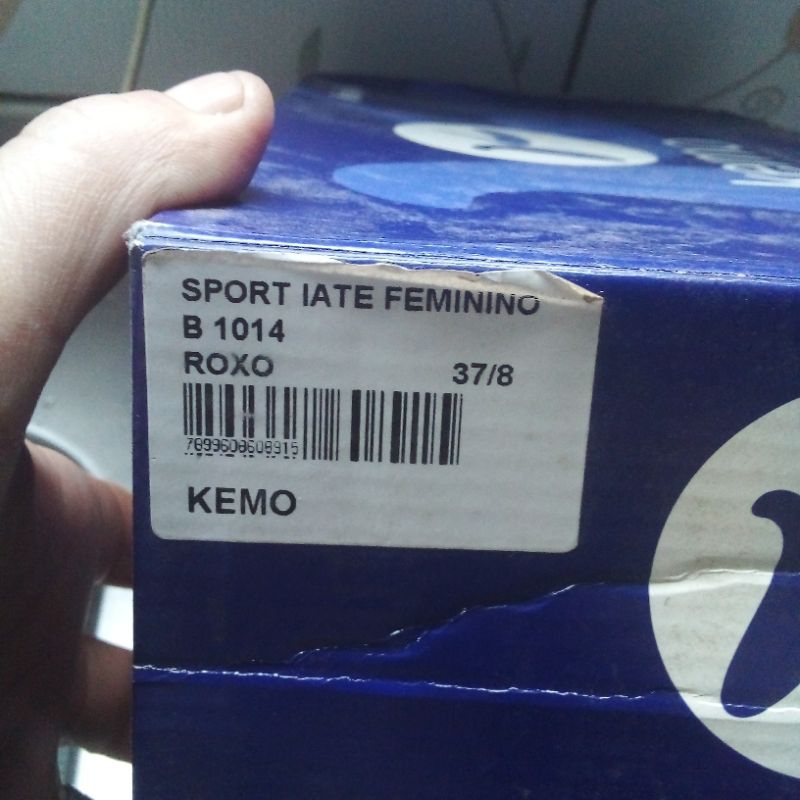 SPORT IATE FEMININO
B 1014
ROXO 37/8
7899608608915
KEMO